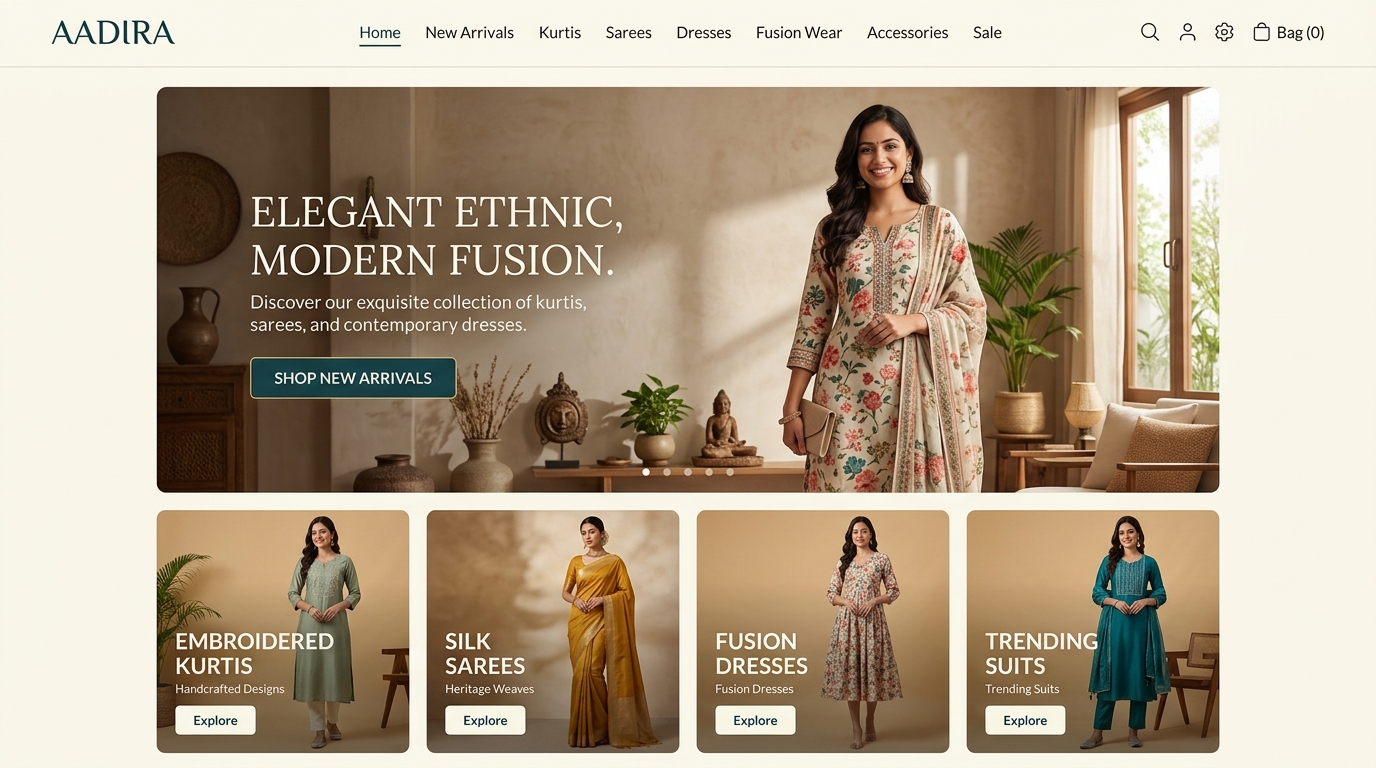 AADIRA
Home New Arrivals Kurtis Sarees Dresses Fusion Wear Accessories Sale
Bag (0)
ELEGANT ETHNIC,
MODERN FUSION.
Discover our exquisite collection of kurtis,
sarees, and contemporary dresses.
SHOP NEW ARRIVALS
EMBROIDERED
KURTIS
Handcrafted Designs
Explore
SILK
SAREES
Heritage Weaves
Explore
FUSION
DRESSES
Fusion Dresses
Explore
TRENDING
SUITS
Trending Suits
Explore